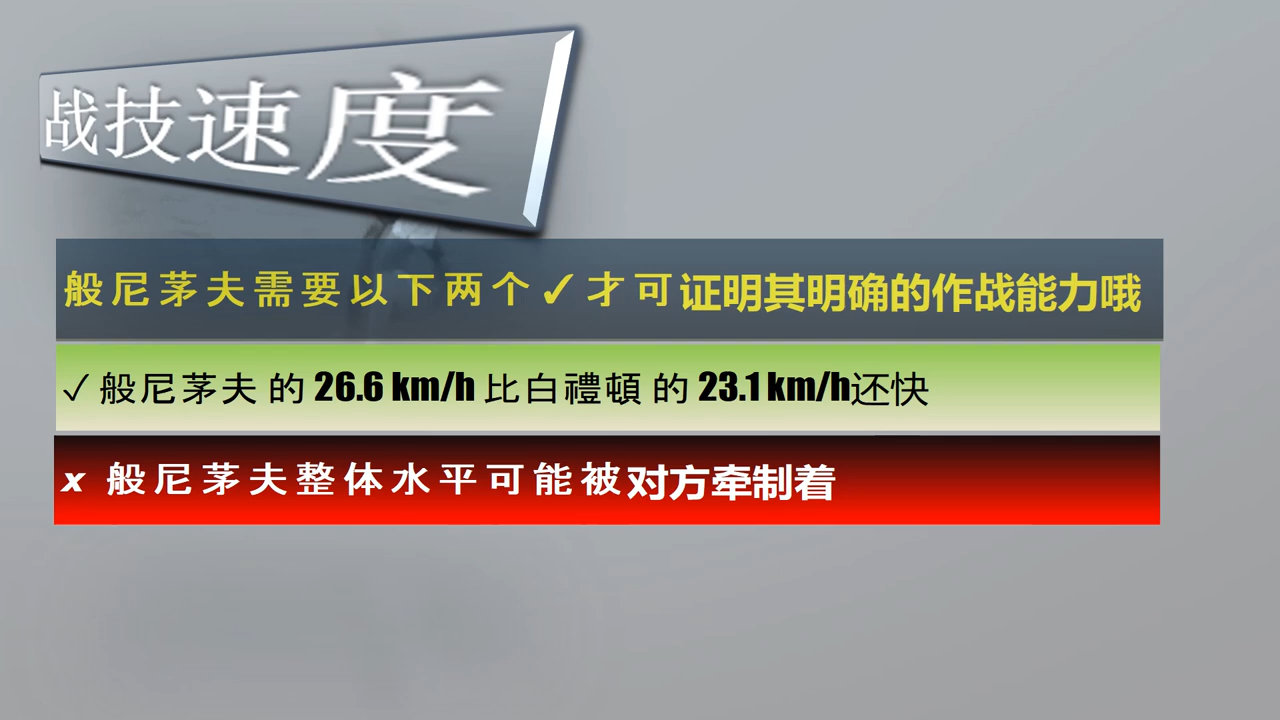 战技速度
般尼茅夫需要以下两个✓才可证明其明确的作战能力哦
✓ 般尼茅夫 的 26.6 km/h 比白禮頓 的 23.1 km/h还快
x 般尼茅夫整体水平可能被对方牵制着